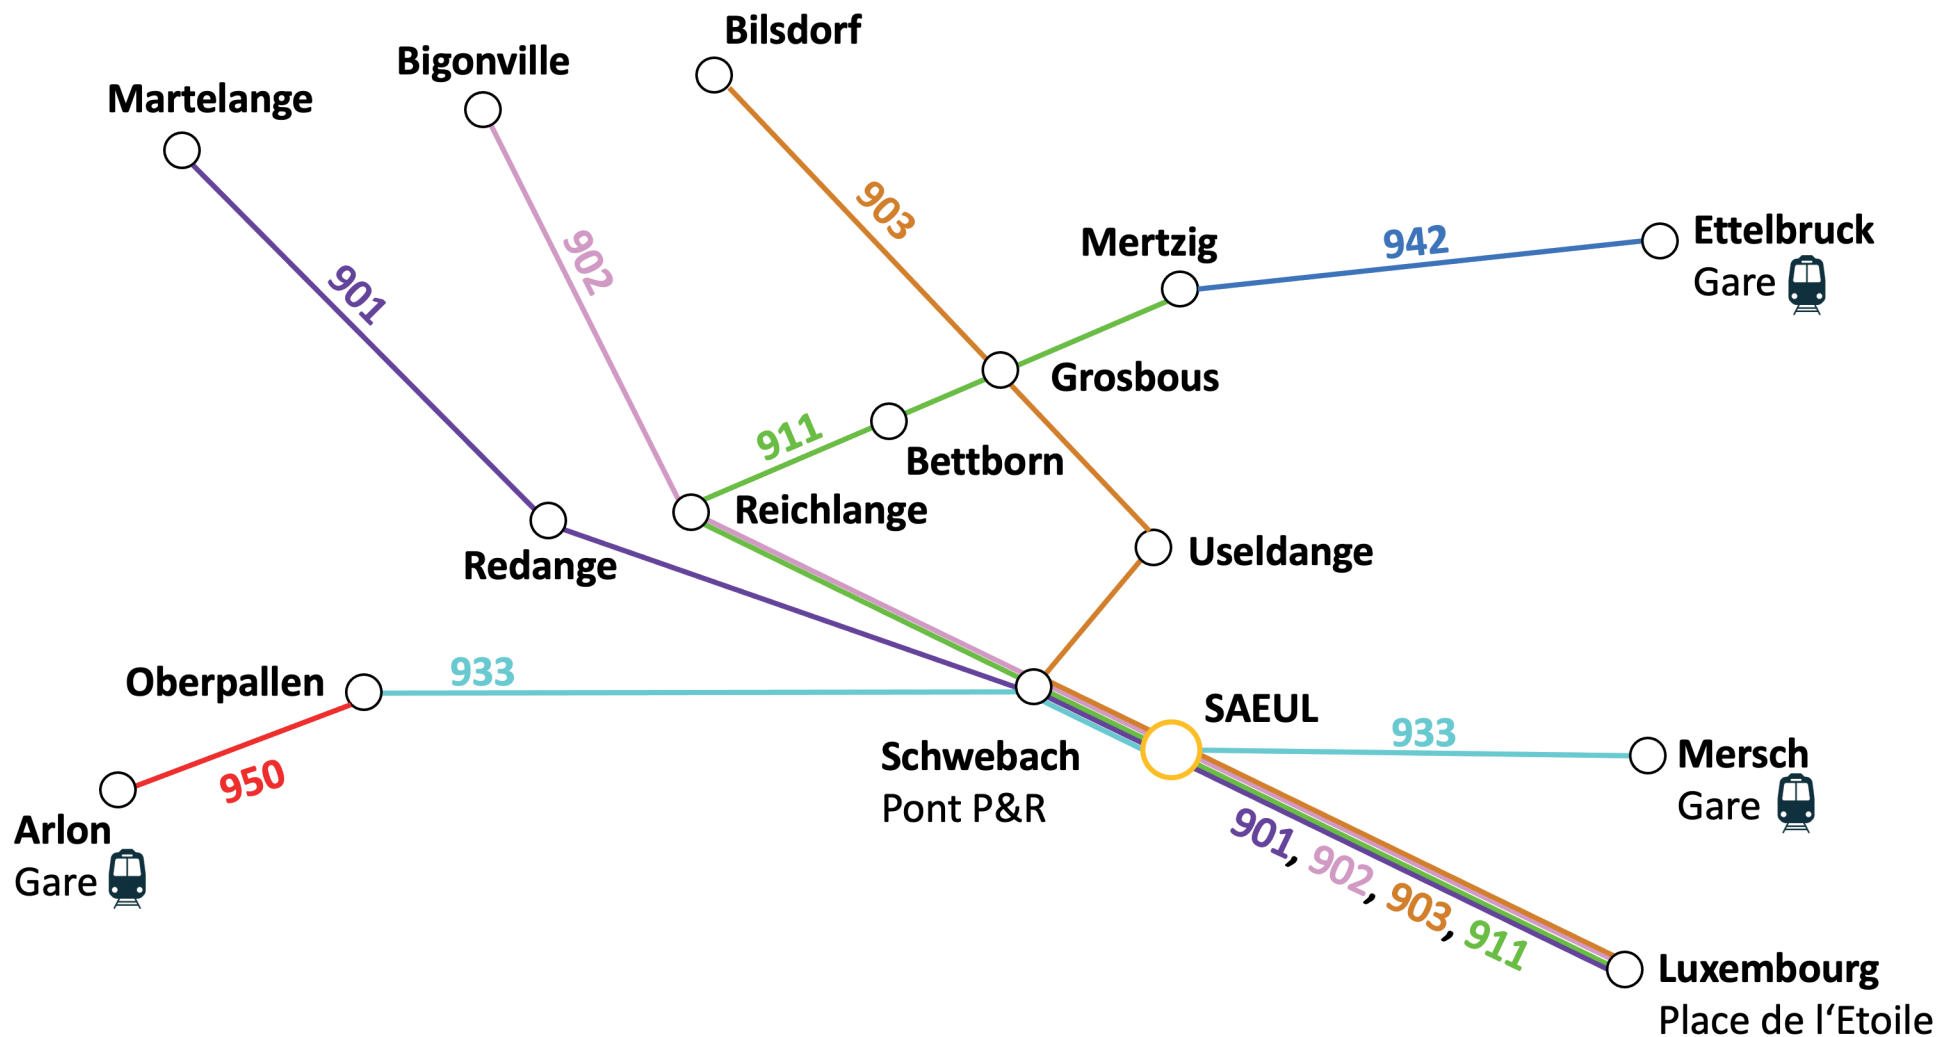 Bilsdorf
Bigonville
Martelange
903
902
901
Mertzig
942
Ettelbruck
Gare
Grosbous
911
Bettborn
Reichlange
Redange
Useldange
Oberpallen
933
950
Arlon
Gare
Schwebach
Pont P&R
SAEUL
933
Mersch
Gare
901, 902, 903, 911
Luxembourg
Place de l‘Etoile